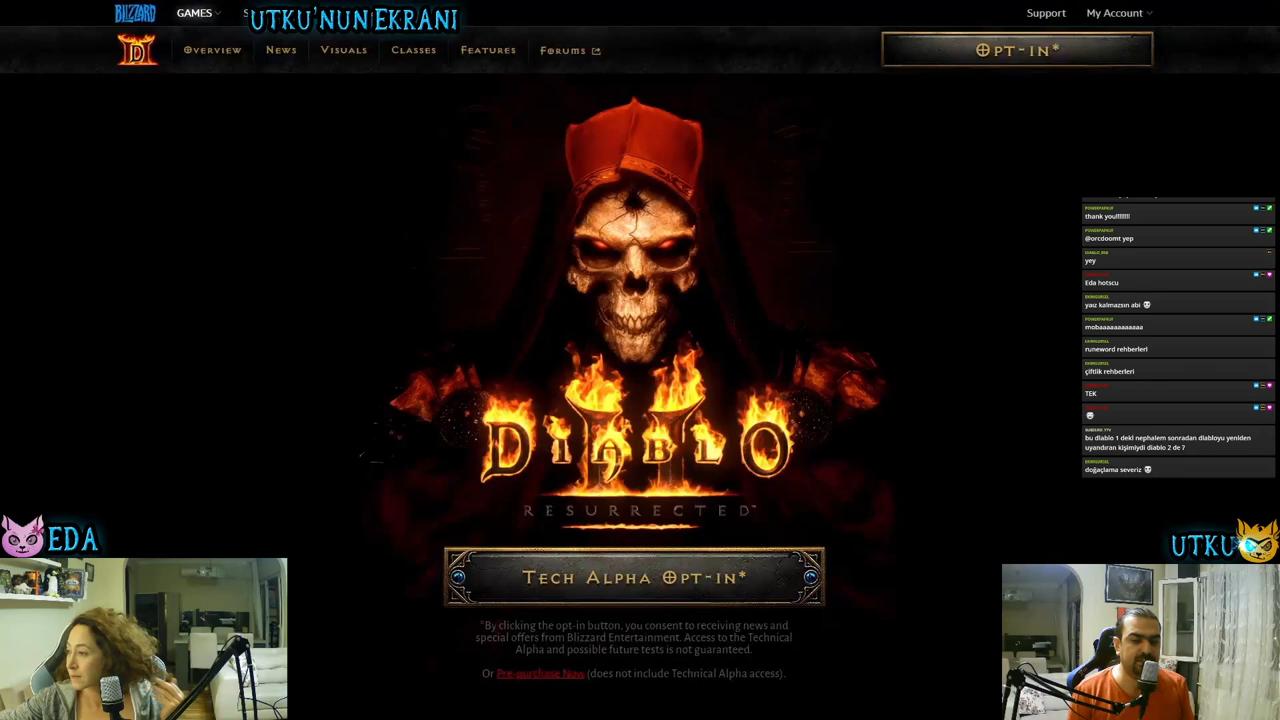 BLIZZARD
GAMES
UTKU'NUN EKRANI
Support
My Account
Overview
News
Visuals
Classes
Features
Forums
Opt-in*
thank you!!!!!!!!
@orcdoomt yep
yey
Eda hotscu
yaız kalmazsın abi
mobaaaaaaaaaaaa
runeword rehberleri
çiftlik rehberleri
TEK
bu diablo 1 dekl nephalem sonradan diabloyu yeniden
uyandıran kişimiydi diablo 2 de ?
doğaçlama severiz
DIABLO
II
RESURRECTED
EDA
UTKU
Tech Alpha Opt-in*
*By clicking the opt-in button, you consent to receiving news and
special offers from Blizzard Entertainment. Access to the Technical
Alpha and possible future tests is not guaranteed.
Or Pre-purchase Now (does not include Technical Alpha access).